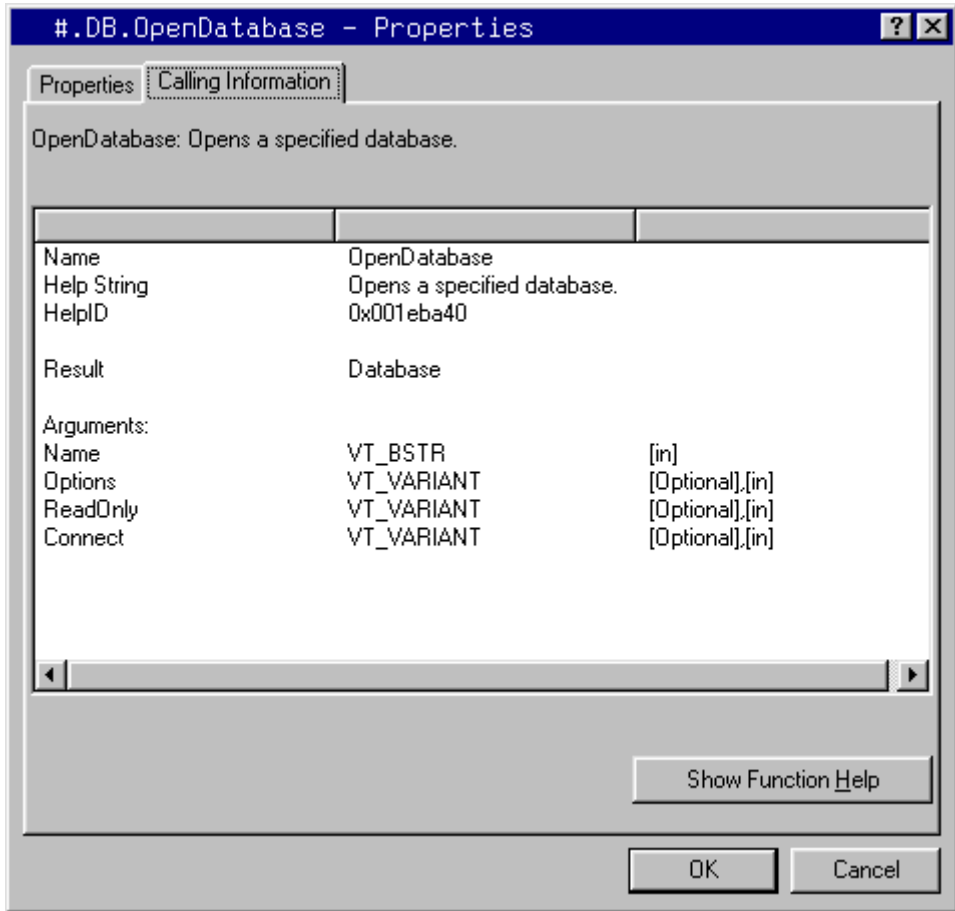 #.DB.OpenDatabase - Properties
Properties Calling Information
OpenDatabase: Opens a specified database.
Name OpenDatabase
Help String Opens a specified database.
HelpID 0x001eba40
Result Database
Arguments:
Name VT_BSTR [in]
Options VT_VARIANT [Optional],[in]
ReadOnly VT_VARIANT [Optional],[in]
Connect VT_VARIANT [Optional],[in]
Show Function Help
OK Cancel